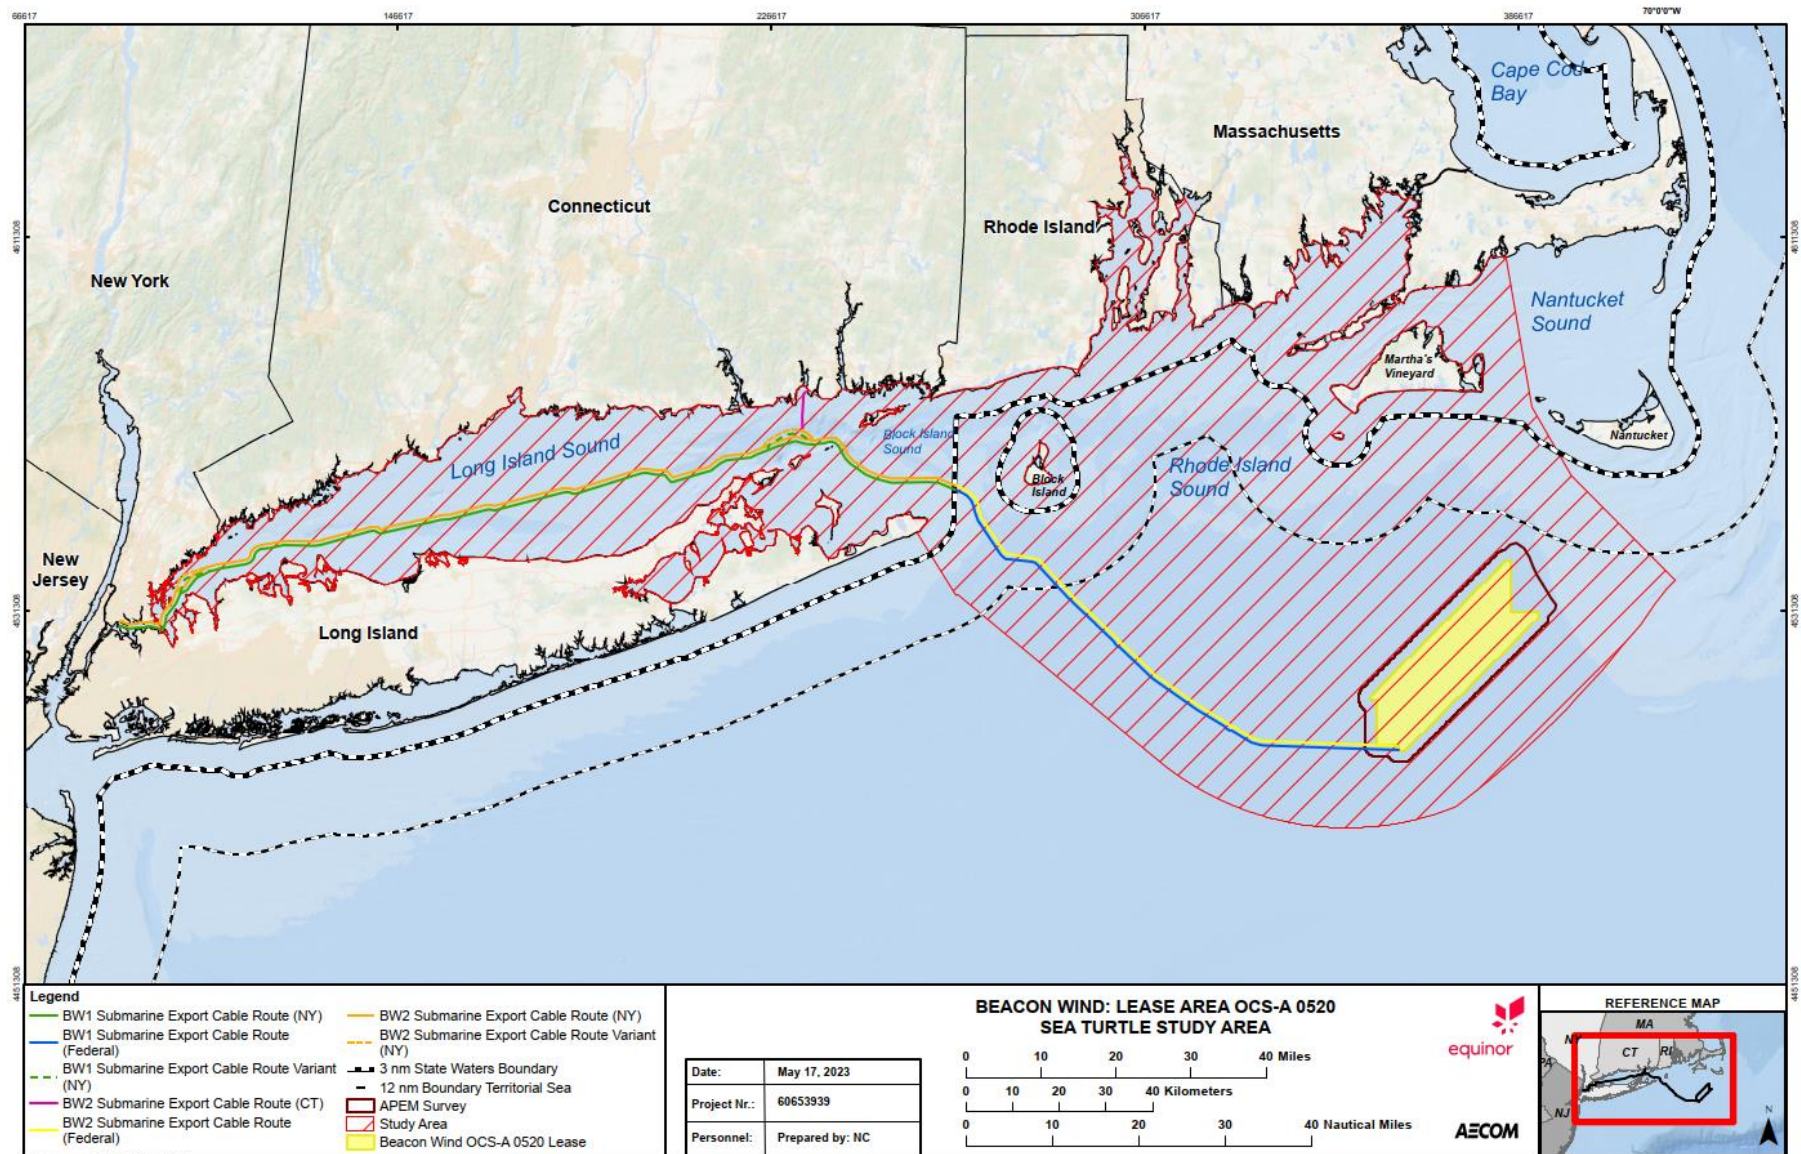 66617
146617
226617
306617
386617
70°0'0"W
Cape Cod
Bay
Massachusetts
Connecticut
Rhode Island
4611308
4611308
New York
Nantucket
Sound
Martha's
Vineyard
Nantucket
Block Island
Sound
Long Island Sound
Rhode Island
Sound
Block
Island
New
Jersey
4531308
4531308
Long Island
4451308
4451308
Legend
BW1 Submarine Export Cable Route (NY)
BW1 Submarine Export Cable Route
(Federal)
BW1 Submarine Export Cable Route Variant
(NY)
BW2 Submarine Export Cable Route (CT)
BW2 Submarine Export Cable Route
(Federal)
BW2 Submarine Export Cable Route (NY)
BW2 Submarine Export Cable Route Variant
(NY)
3 nm State Waters Boundary
12 nm Boundary Territorial Sea
APEM Survey
Study Area
Beacon Wind OCS-A 0520 Lease
Date: May 17, 2023
Project Nr.: 60653939
Personnel: Prepared by: NC
BEACON WIND: LEASE AREA OCS-A 0520
SEA TURTLE STUDY AREA
0 10 20 30 40 Miles
0 10 20 30 40 Kilometers
0 10 20 30 40 Nautical Miles
equinor
AECOM
REFERENCE MAP
MA
NY
CT
RI
PA
NJ
N